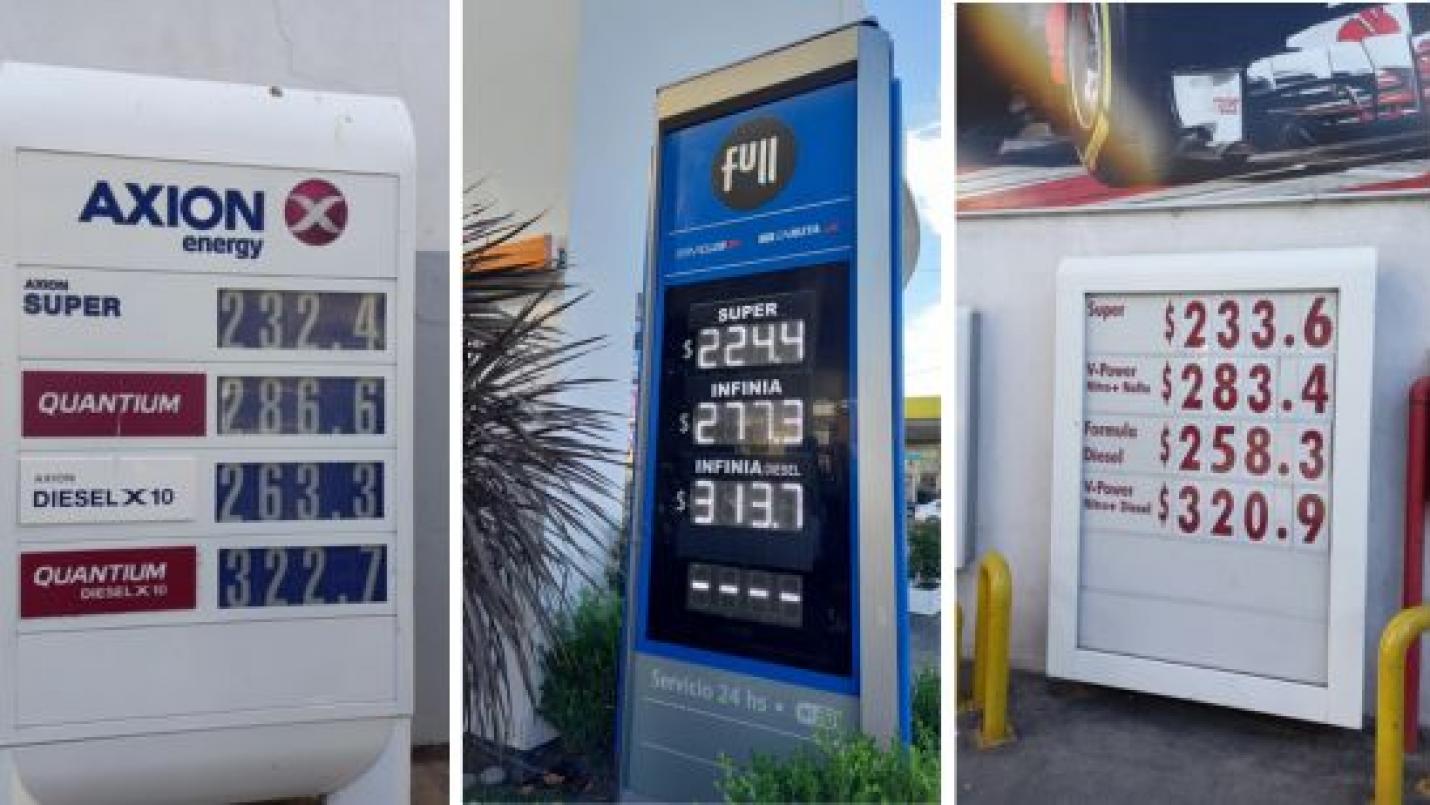 AXION
energy
AXION
SUPER 232.4
QUANTIUM 286.6
AXION
DIESEL X 10 263.3
QUANTIUM
DIESEL X 10 322.7
full
SUPER
$ 224.4
INFINIA
$ 277.3
INFINIA DIESEL
$ 313.7
----
Servicio 24 hs •
Super $233.6
V-Power
Nitro+ Nafta $283.4
Formula
Diesel $258.3
V-Power
Nitro+ Diesel $320.9